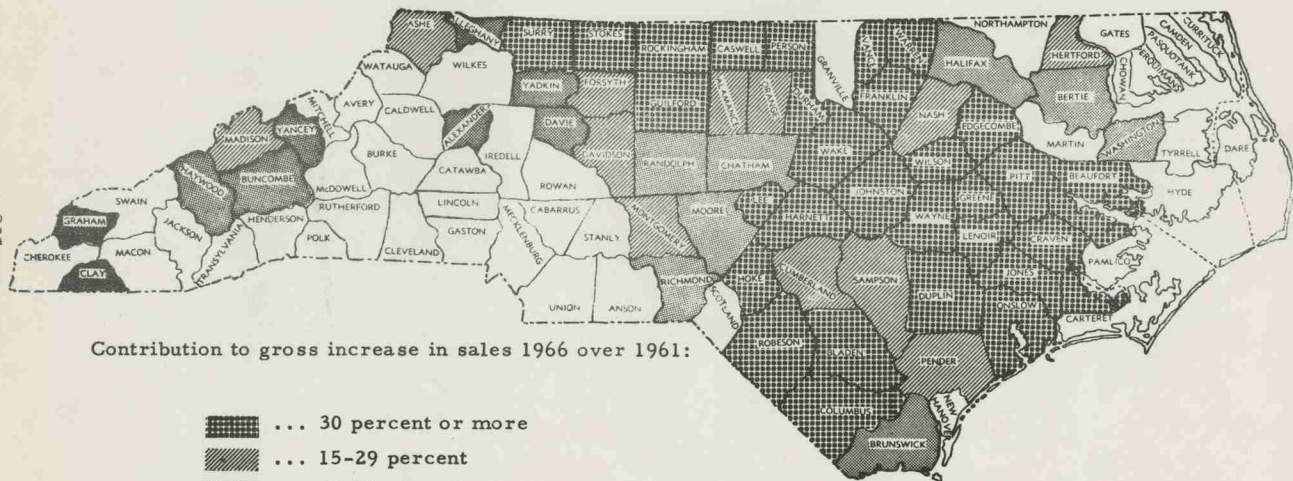 ASHE
ALLEGHANY
SURRY
STOKES
ROCKINGHAM
CASWELL
PERSON
GRANVILLE
VANCE
WARREN
NORTHAMPTON
GATES
CURRITUCK
CAMDEN
PASQUOTANK
PERQUIMANS
CHOWAN
HERTFORD
HALIFAX
BERTIE
WATAUGA
WILKES
YADKIN
FORSYTH
GUILFORD
ALAMANCE
ORANGE
DURHAM
FRANKLIN
NASH
EDGECOMBE
MARTIN
WASHINGTON
TYRRELL
DARE
MITCHELL
AVERY
CALDWELL
ALEXANDER
DAVIE
IREDELL
DAVIDSON
RANDOLPH
CHATHAM
WAKE
WILSON
PITT
BEAUFORT
HYDE
MADISON
YANCEY
BURKE
CATAWBA
ROWAN
HAYWOOD
BUNCOMBE
McDOWELL
LINCOLN
LEE
JOHNSTON
GREENE
SWAIN
RUTHERFORD
CABARRUS
MONTGOMERY
MOORE
HARNETT
WAYNE
LENOIR
CRAVEN
PAMLICO
GRAHAM
JACKSON
HENDERSON
POLK
CLEVELAND
GASTON
MECKLENBURG
STANLY
CHEROKEE
MACON
TRANSYLVANIA
CLAY
UNION
ANSON
RICHMOND
SCOTLAND
HOKE
CUMBERLAND
SAMPSON
DUPLIN
JONES
ONSLOW
CARTERET
ROBESON
BLADEN
PENDER
COLUMBUS
NEW HANOVER
BRUNSWICK
Contribution to gross increase in sales 1966 over 1961:
... 30 percent or more
... 15-29 percent